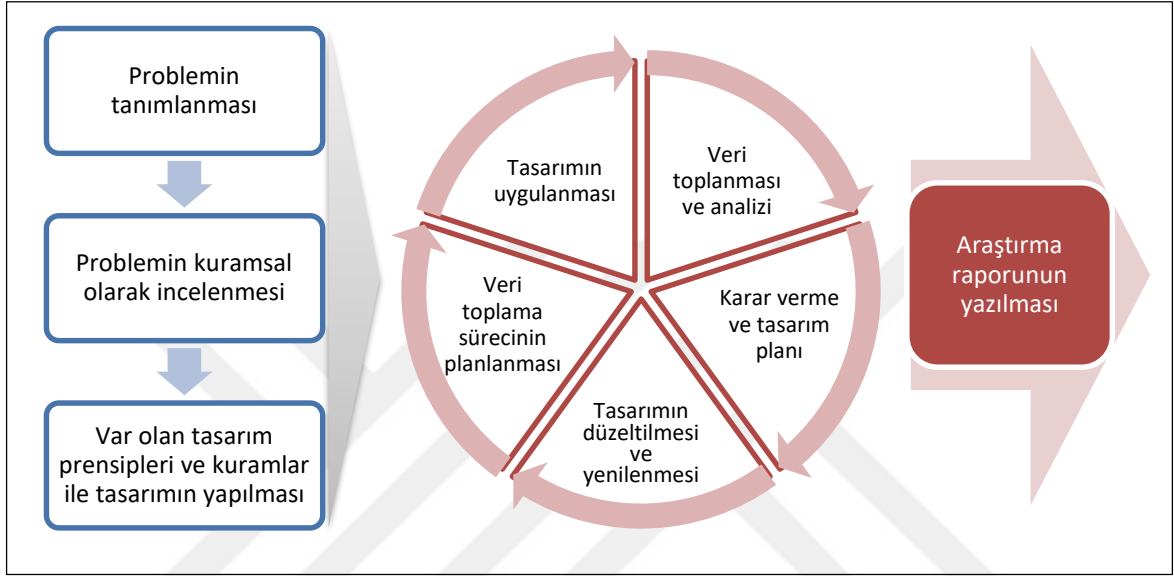 Problemin
tanımlanması
Problemin kuramsal
olarak incelenmesi
Var olan tasarım
prensipleri ve kuramlar
ile tasarımın yapılması
Tasarımın
uygulanması
Veri
toplanması
ve analizi
Karar verme
ve tasarım
planı
Tasarımın
düzeltilmesi
ve
yenilenmesi
Veri
toplama
sürecinin
planlanması
Araştırma
raporunun
yazılması